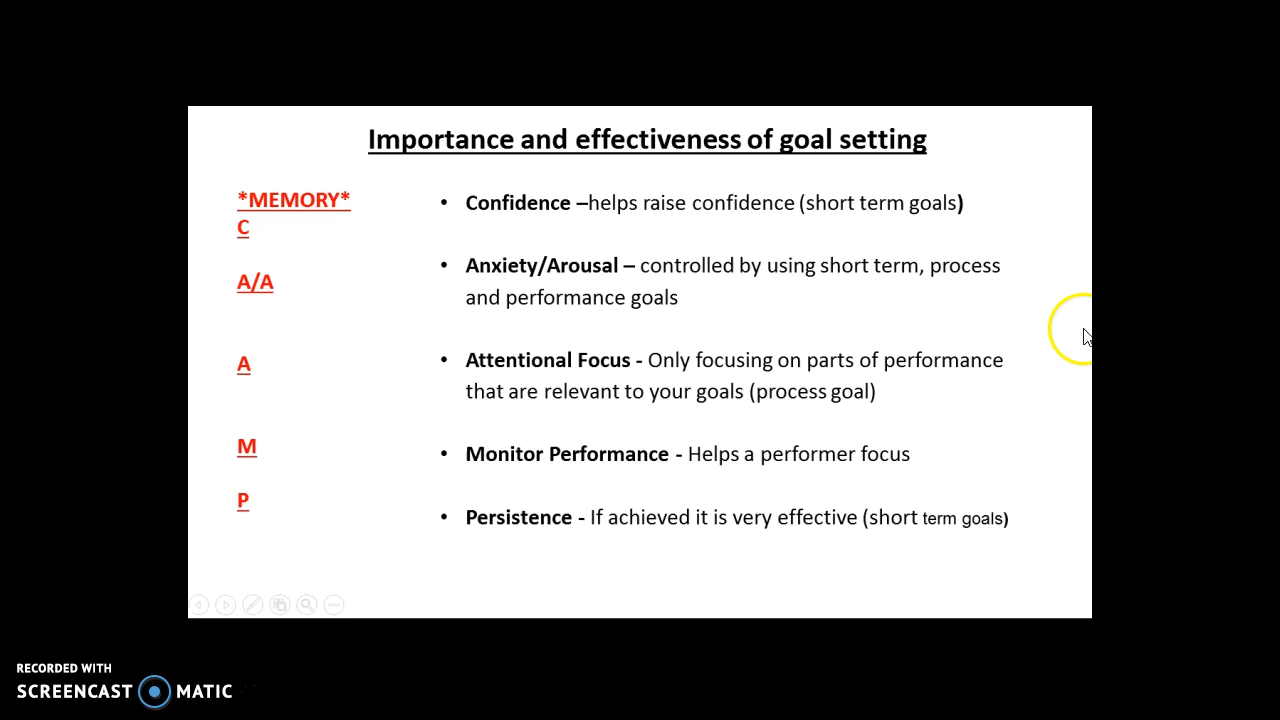 Importance and effectiveness of goal setting
*MEMORY*
C
A/A
A
M
P
• Confidence –helps raise confidence (short term goals)
• Anxiety/Arousal – controlled by using short term, process
and performance goals
• Attentional Focus - Only focusing on parts of performance
that are relevant to your goals (process goal)
• Monitor Performance - Helps a performer focus
• Persistence - If achieved it is very effective (short term goals)
RECORDED WITH
SCREENCAST MATIC